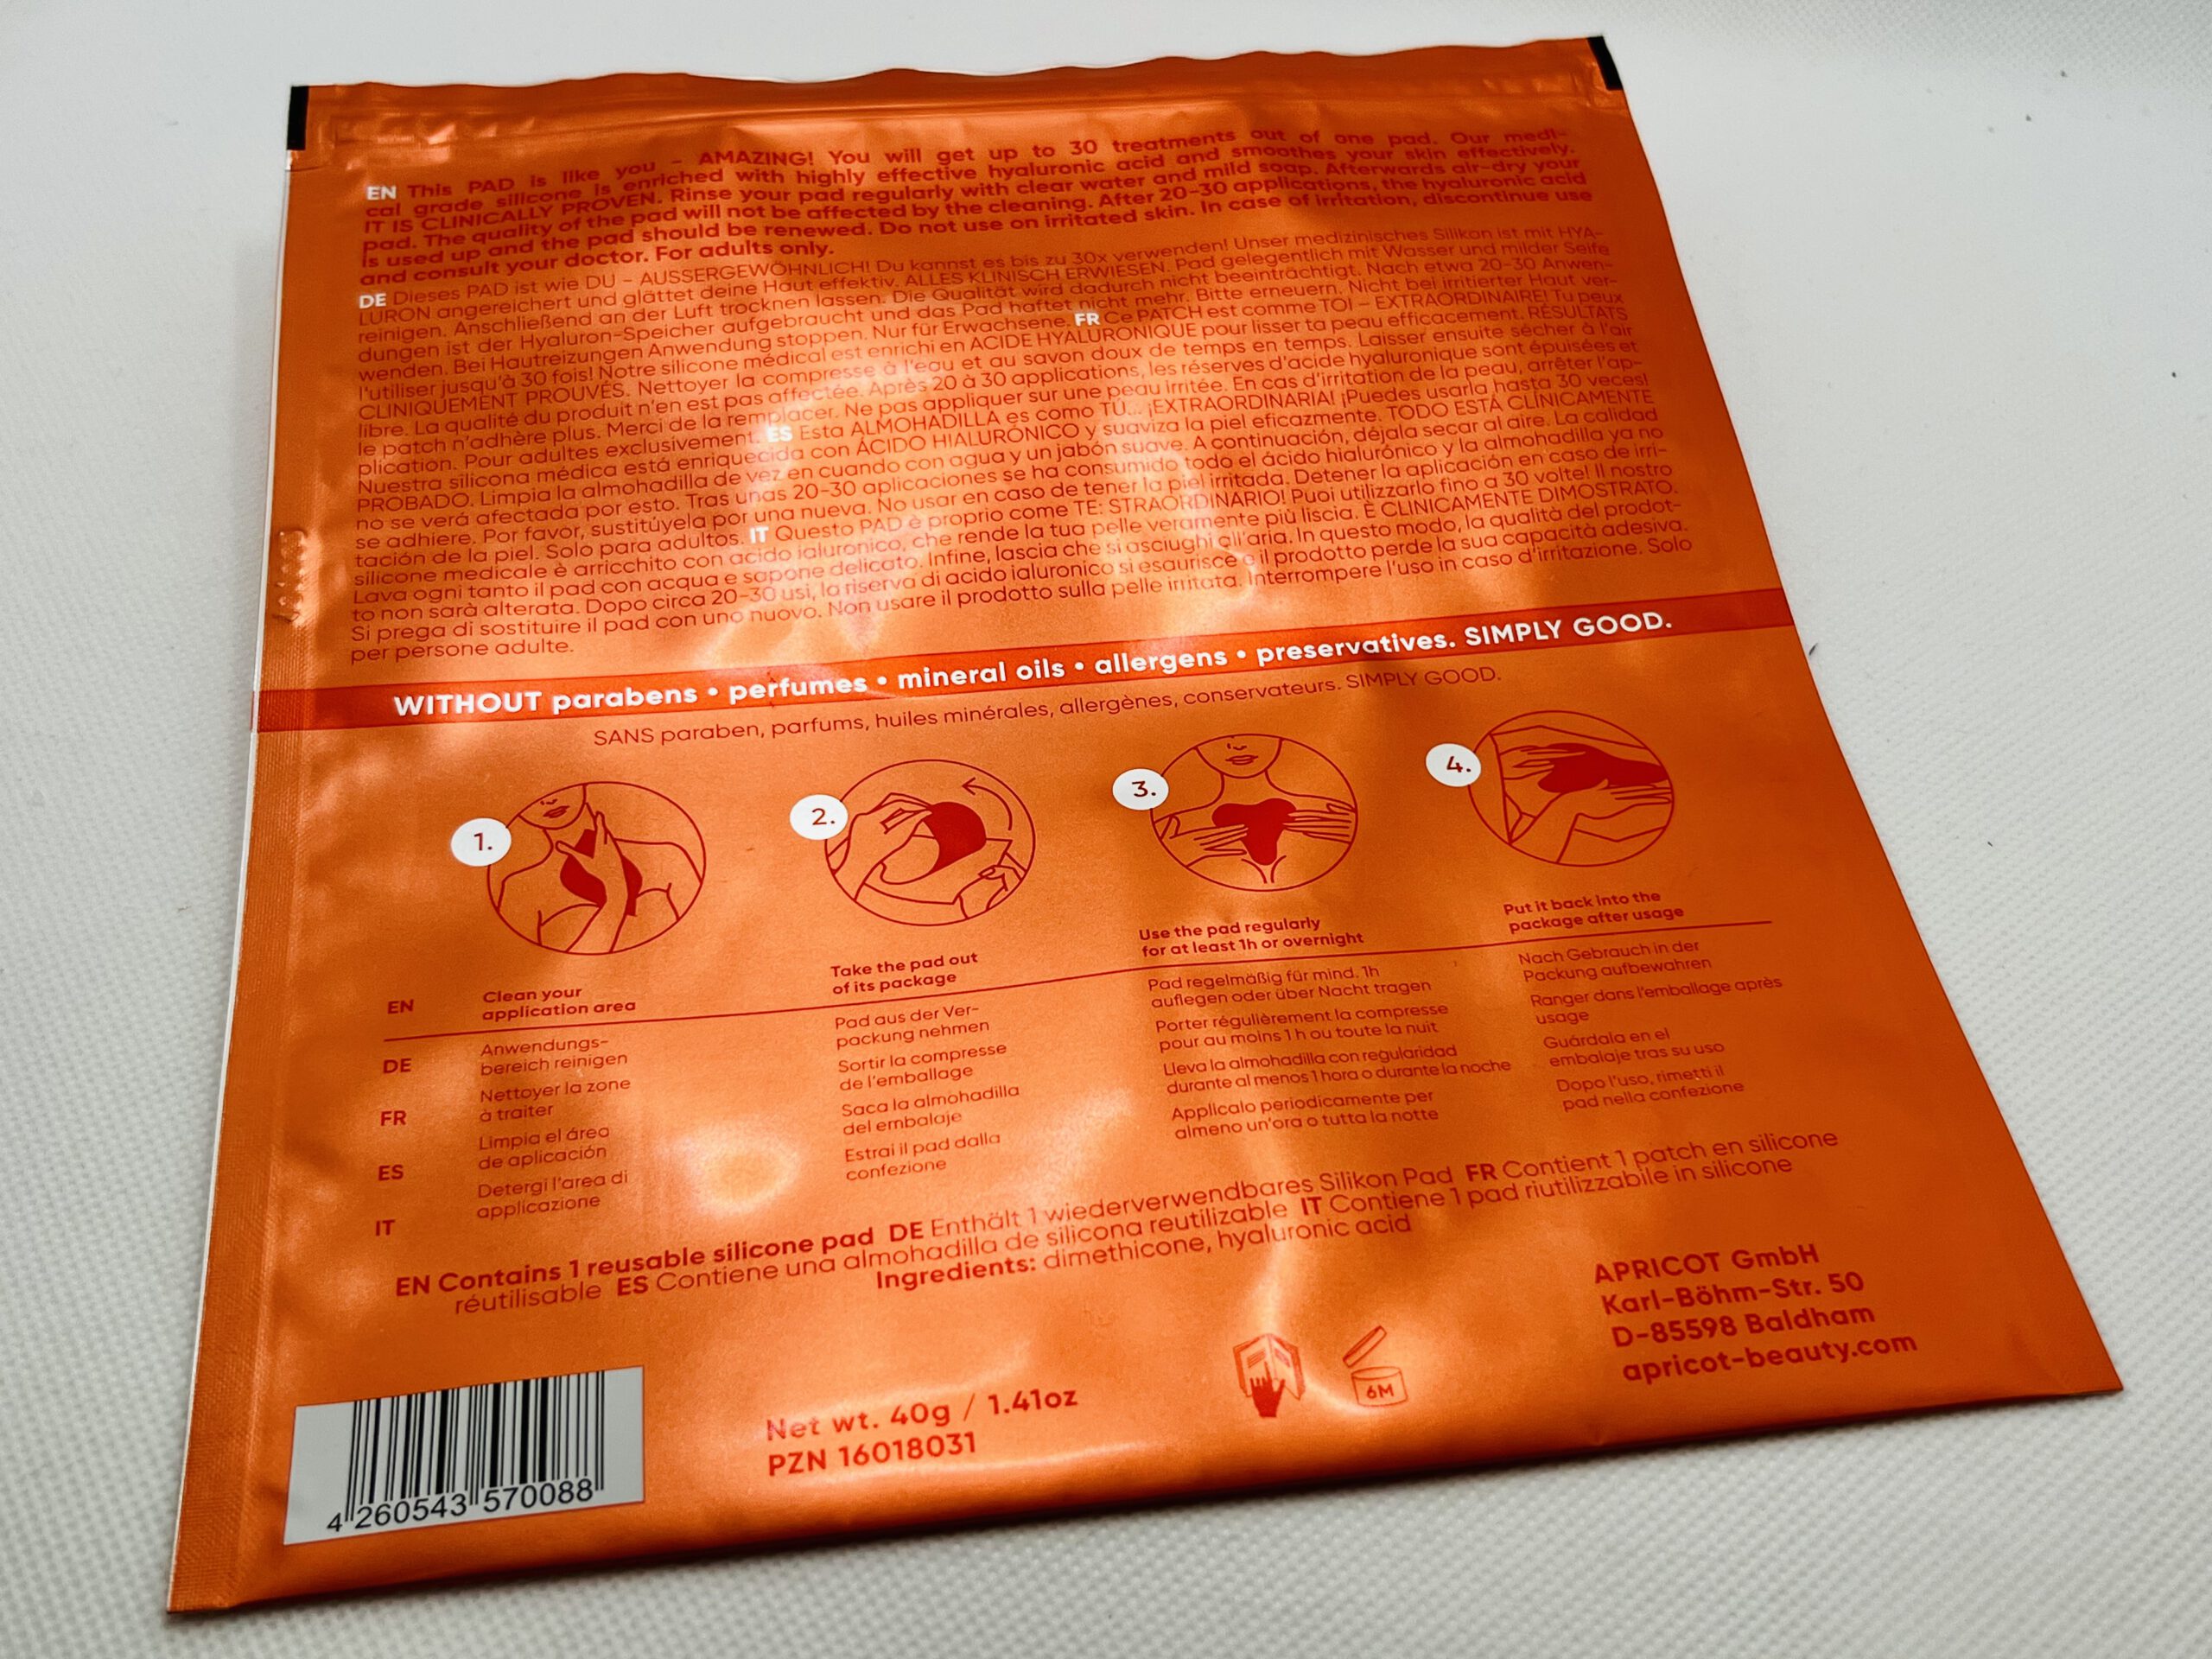 EN This PAD is like you - AMAZING! You will get up to 30 treatments out of one pad. Our medi-
cal grade silicone is enriched with highly effective hyaluronic acid and smoothes your skin effectively.
IT IS CLINICALLY PROVEN. Rinse your pad regularly with clear water and mild soap. Afterwards air-dry your
pad. The quality of the pad will not be affected by the cleaning. After 20-30 applications, the hyaluronic acid
is used up and the pad should be renewed. Do not use on irritated skin. In case of irritation, discontinue use
and consult your doctor. For adults only.
DE Dieses PAD ist wie DU - AUSSERGEWÖHNLICH! Du kannst es bis zu 30x verwenden! Unser medizinisches Silikon ist mit HYA-
LURON angereichert und glättet deine Haut effektiv. ALLES KLINISCH ERWIESEN. Pad gelegentlich mit Wasser und milder Seife
reinigen. Anschließend an der Luft trocknen lassen. Die Qualität wird dadurch nicht beeinträchtigt. Nach etwa 20-30 Anwen-
dungen ist der Hyaluron-Speicher aufgebraucht und das Pad haftet nicht mehr. Bitte erneuern. Nicht bei irritierter Haut ver-
wenden. Bei Hautreizungen Anwendung stoppen. Nur für Erwachsene. FR Ce PATCH est comme TOI - EXTRAORDINAIRE! Tu peux
l'utiliser jusqu'à 30 fois! Notre silicone médical est enrichi en ACIDE HYALURONIQUE pour lisser ta peau efficacement. RÉSULTATS
CLINIQUEMENT PROUVÉS. Nettoyer la compresse à l'eau et au savon doux de temps en temps. Laisser ensuite sécher à l'air
libre. La qualité du produit n'en est pas affectée. Après 20 à 30 applications, les réserves d'acide hyaluronique sont épuisées et
le patch n'adhère plus. Merci de la remplacer. Ne pas appliquer sur une peau irritée. En cas d'irritation de la peau, arrêter l'ap-
plication. Pour adultes exclusivement. ES Esta ALMOHADILLA es como TÚ... ¡EXTRAORDINARIA! ¡Puedes usarla hasta 30 veces!
Nuestra silicona médica está enriquecida con ÁCIDO HIALURÓNICO y suaviza la piel eficazmente. TODO ESTÁ CLÍNICAMENTE
PROBADO. Limpia la almohadilla de vez en cuando con agua y un jabón suave. A continuación, déjala secar al aire. La calidad
no se verá afectada por esto. Tras unas 20-30 aplicaciones se ha consumido todo el ácido hialurónico y la almohadilla ya no
se adhiere. Por favor, sustitúyela por una nueva. No usar en caso de tener la piel irritada. Detener la aplicación en caso de irri-
tación de la piel. Solo para adultos. IT Questo PAD è proprio come TE: STRAORDINARIO! Puoi utilizzarlo fino a 30 volte! Il nostro
silicone medicale è arricchito con acido ialuronico, che rende la tua pelle veramente più liscia. È CLINICAMENTE DIMOSTRATO.
Lava ogni tanto il pad con acqua e sapone delicato. Infine, lascia che si asciughi all'aria. In questo modo, la qualità del prodot-
to non sarà alterata. Dopo circa 20-30 usi, la riserva di acido ialuronico si esaurisce e il prodotto perde la sua capacità adesiva.
Si prega di sostituire il pad con uno nuovo. Non usare il prodotto sulla pelle irritata. Interrompere l'uso in caso d'irritazione. Solo
per persone adulte.
WITHOUT parabens • perfumes • mineral oils • allergens • preservatives. SIMPLY GOOD.
SANS paraben, parfums, huiles minérales, allergènes, conservateurs. SIMPLY GOOD.
1.
2.
3.
4.
EN
Clean your
application area
Take the pad out
of its package
Use the pad regularly
for at least 1h or overnight
Put it back into the
package after usage
DE
Anwendungs-
bereich reinigen
Pad aus der Ver-
packung nehmen
Pad regelmäßig für mind. 1h
auflegen oder über Nacht tragen
Nach Gebrauch in der
Packung aufbewahren
FR
Nettoyer la zone
à traiter
Sortir la compresse
de l'emballage
Porter régulièrement la compresse
pour au moins 1 h ou toute la nuit
Ranger dans l'emballage après
usage
ES
Limpia el área
de aplicación
Saca la almohadilla
del embalaje
Lleva la almohadilla con regularidad
durante al menos 1 hora o durante la noche
Guárdala en el
embalaje tras su uso
IT
Detergi l'area di
applicazione
Estrai il pad dalla
confezione
Applicalo periodicamente per
almeno un'ora o tutta la notte
Dopo l'uso, rimetti il
pad nella confezione
EN Contains 1 reusable silicone pad DE Enthält 1 wiederverwendbares Silikon Pad FR Contient 1 patch en silicone
réutilisable ES Contiene una almohadilla de silicona reutilizable IT Contiene 1 pad riutilizzabile in silicone
Ingredients: dimethicone, hyaluronic acid
APRICOT GmbH
Karl-Böhm-Str. 50
D-85598 Baldham
apricot-beauty.com
6M
Net wt. 40g / 1.41oz
PZN 16018031
4 260543 570088